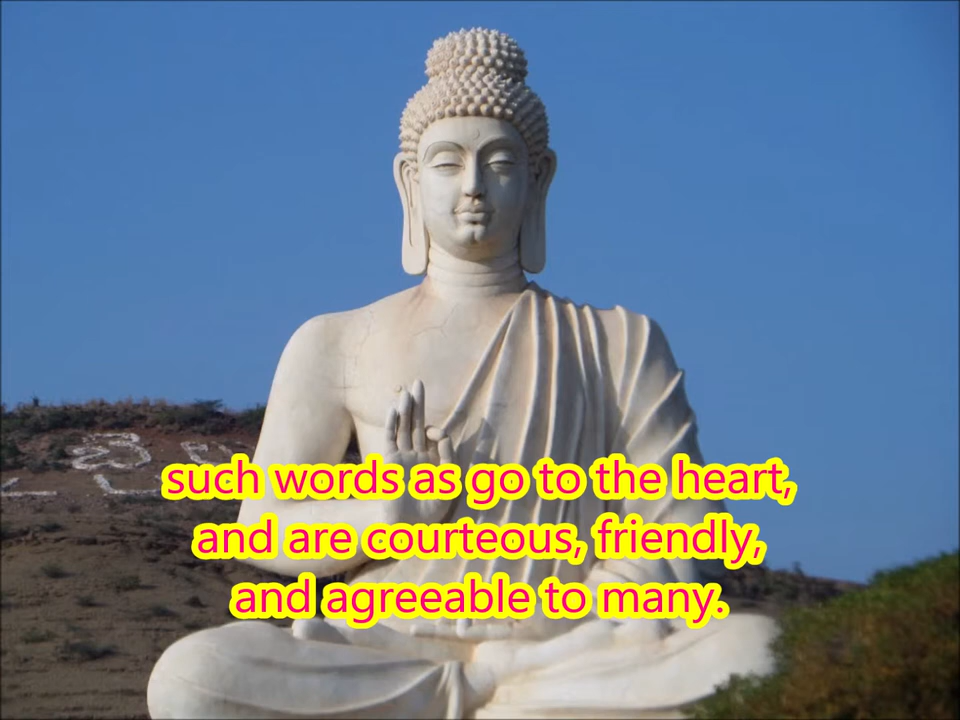 such words as go to the heart,
and are courteous, friendly,
and agreeable to many.